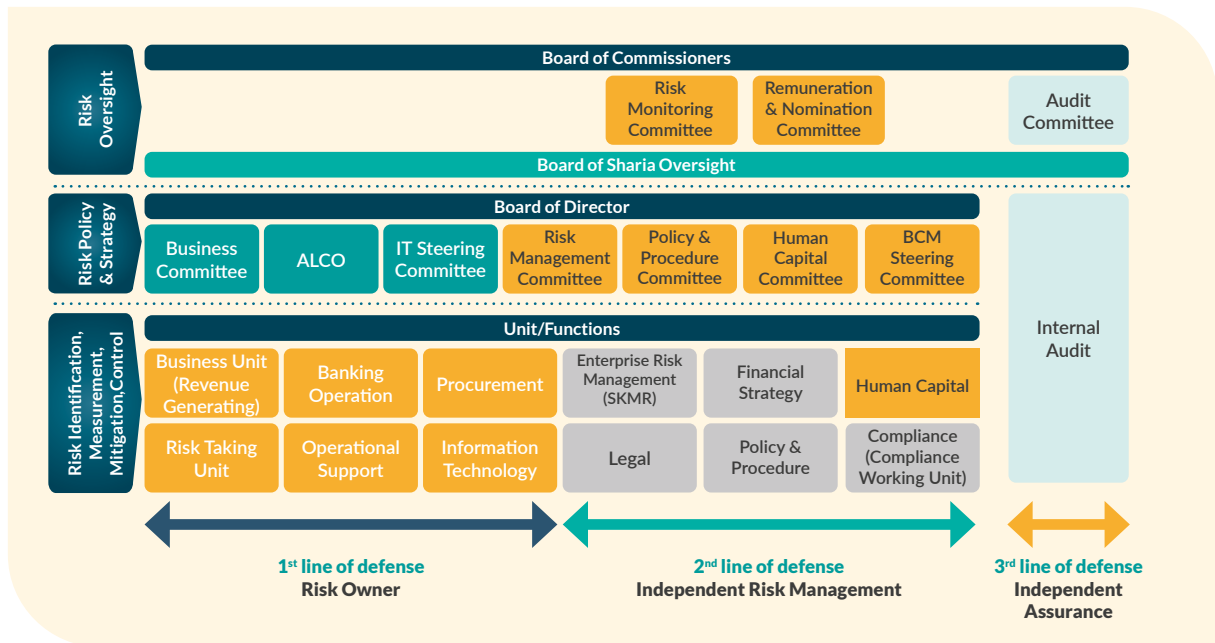 Risk
Oversight
Board of Commissioners
Risk
Monitoring
Committee
Remuneration
& Nomination
Committee
Audit
Committee
Board of Sharia Oversight
Risk Policy
& Strategy
Board of Director
Business
Committee
ALCO
IT Steering
Committee
Risk
Management
Committee
Policy &
Procedure
Committee
Human
Capital
Committee
BCM
Steering
Committee
Internal
Audit
Risk Identification,
Measurement,
Mitigation,Control
Unit/Functions
Business Unit
(Revenue
Generating)
Banking
Operation
Procurement
Enterprise Risk
Management
(SKMR)
Financial
Strategy
Human Capital
Risk Taking
Unit
Operational
Support
Information
Technology
Legal
Policy &
Procedure
Compliance
(Compliance
Working Unit)
1st line of defense
Risk Owner
2nd line of defense
Independent Risk Management
3rd line of defense
Independent
Assurance